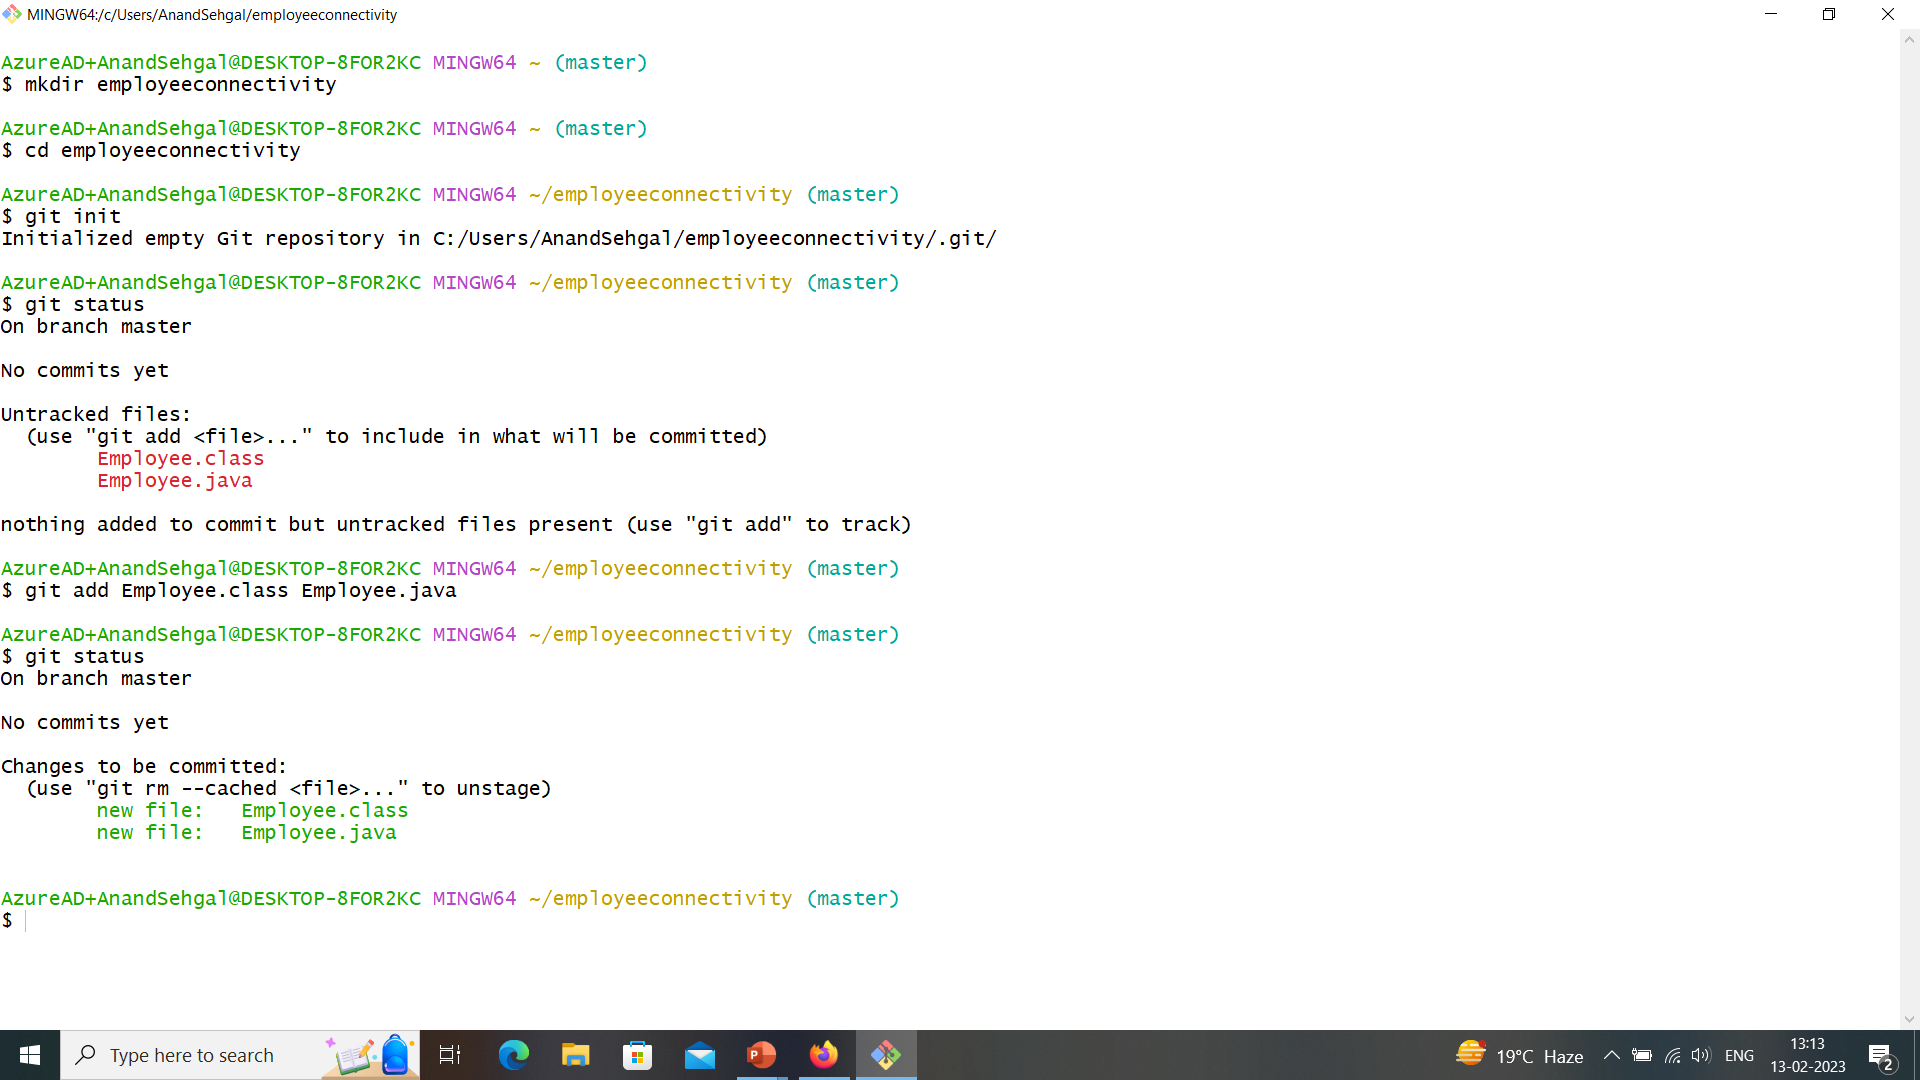 MINGW64:/c/Users/AnandSehgal/employeeconnectivity
AzureAD+AnandSehgal@DESKTOP-8FOR2KC MINGW64 ~ (master)
$ mkdir employeeconnectivity
AzureAD+AnandSehgal@DESKTOP-8FOR2KC MINGW64 ~ (master)
$ cd employeeconnectivity
AzureAD+AnandSehgal@DESKTOP-8FOR2KC MINGW64 ~/employeeconnectivity (master)
$ git init
Initialized empty Git repository in C:/Users/AnandSehgal/employeeconnectivity/.git/
AzureAD+AnandSehgal@DESKTOP-8FOR2KC MINGW64 ~/employeeconnectivity (master)
$ git status
On branch master
No commits yet
Untracked files:
  (use "git add <file>..." to include in what will be committed)
        Employee.class
        Employee.java
nothing added to commit but untracked files present (use "git add" to track)
AzureAD+AnandSehgal@DESKTOP-8FOR2KC MINGW64 ~/employeeconnectivity (master)
$ git add Employee.class Employee.java
AzureAD+AnandSehgal@DESKTOP-8FOR2KC MINGW64 ~/employeeconnectivity (master)
$ git status
On branch master
No commits yet
Changes to be committed:
  (use "git rm --cached <file>..." to unstage)
        new file:   Employee.class
        new file:   Employee.java
AzureAD+AnandSehgal@DESKTOP-8FOR2KC MINGW64 ~/employeeconnectivity (master)
$
Type here to search
P
19°C Haze
ENG
13:13
13-02-2023
2